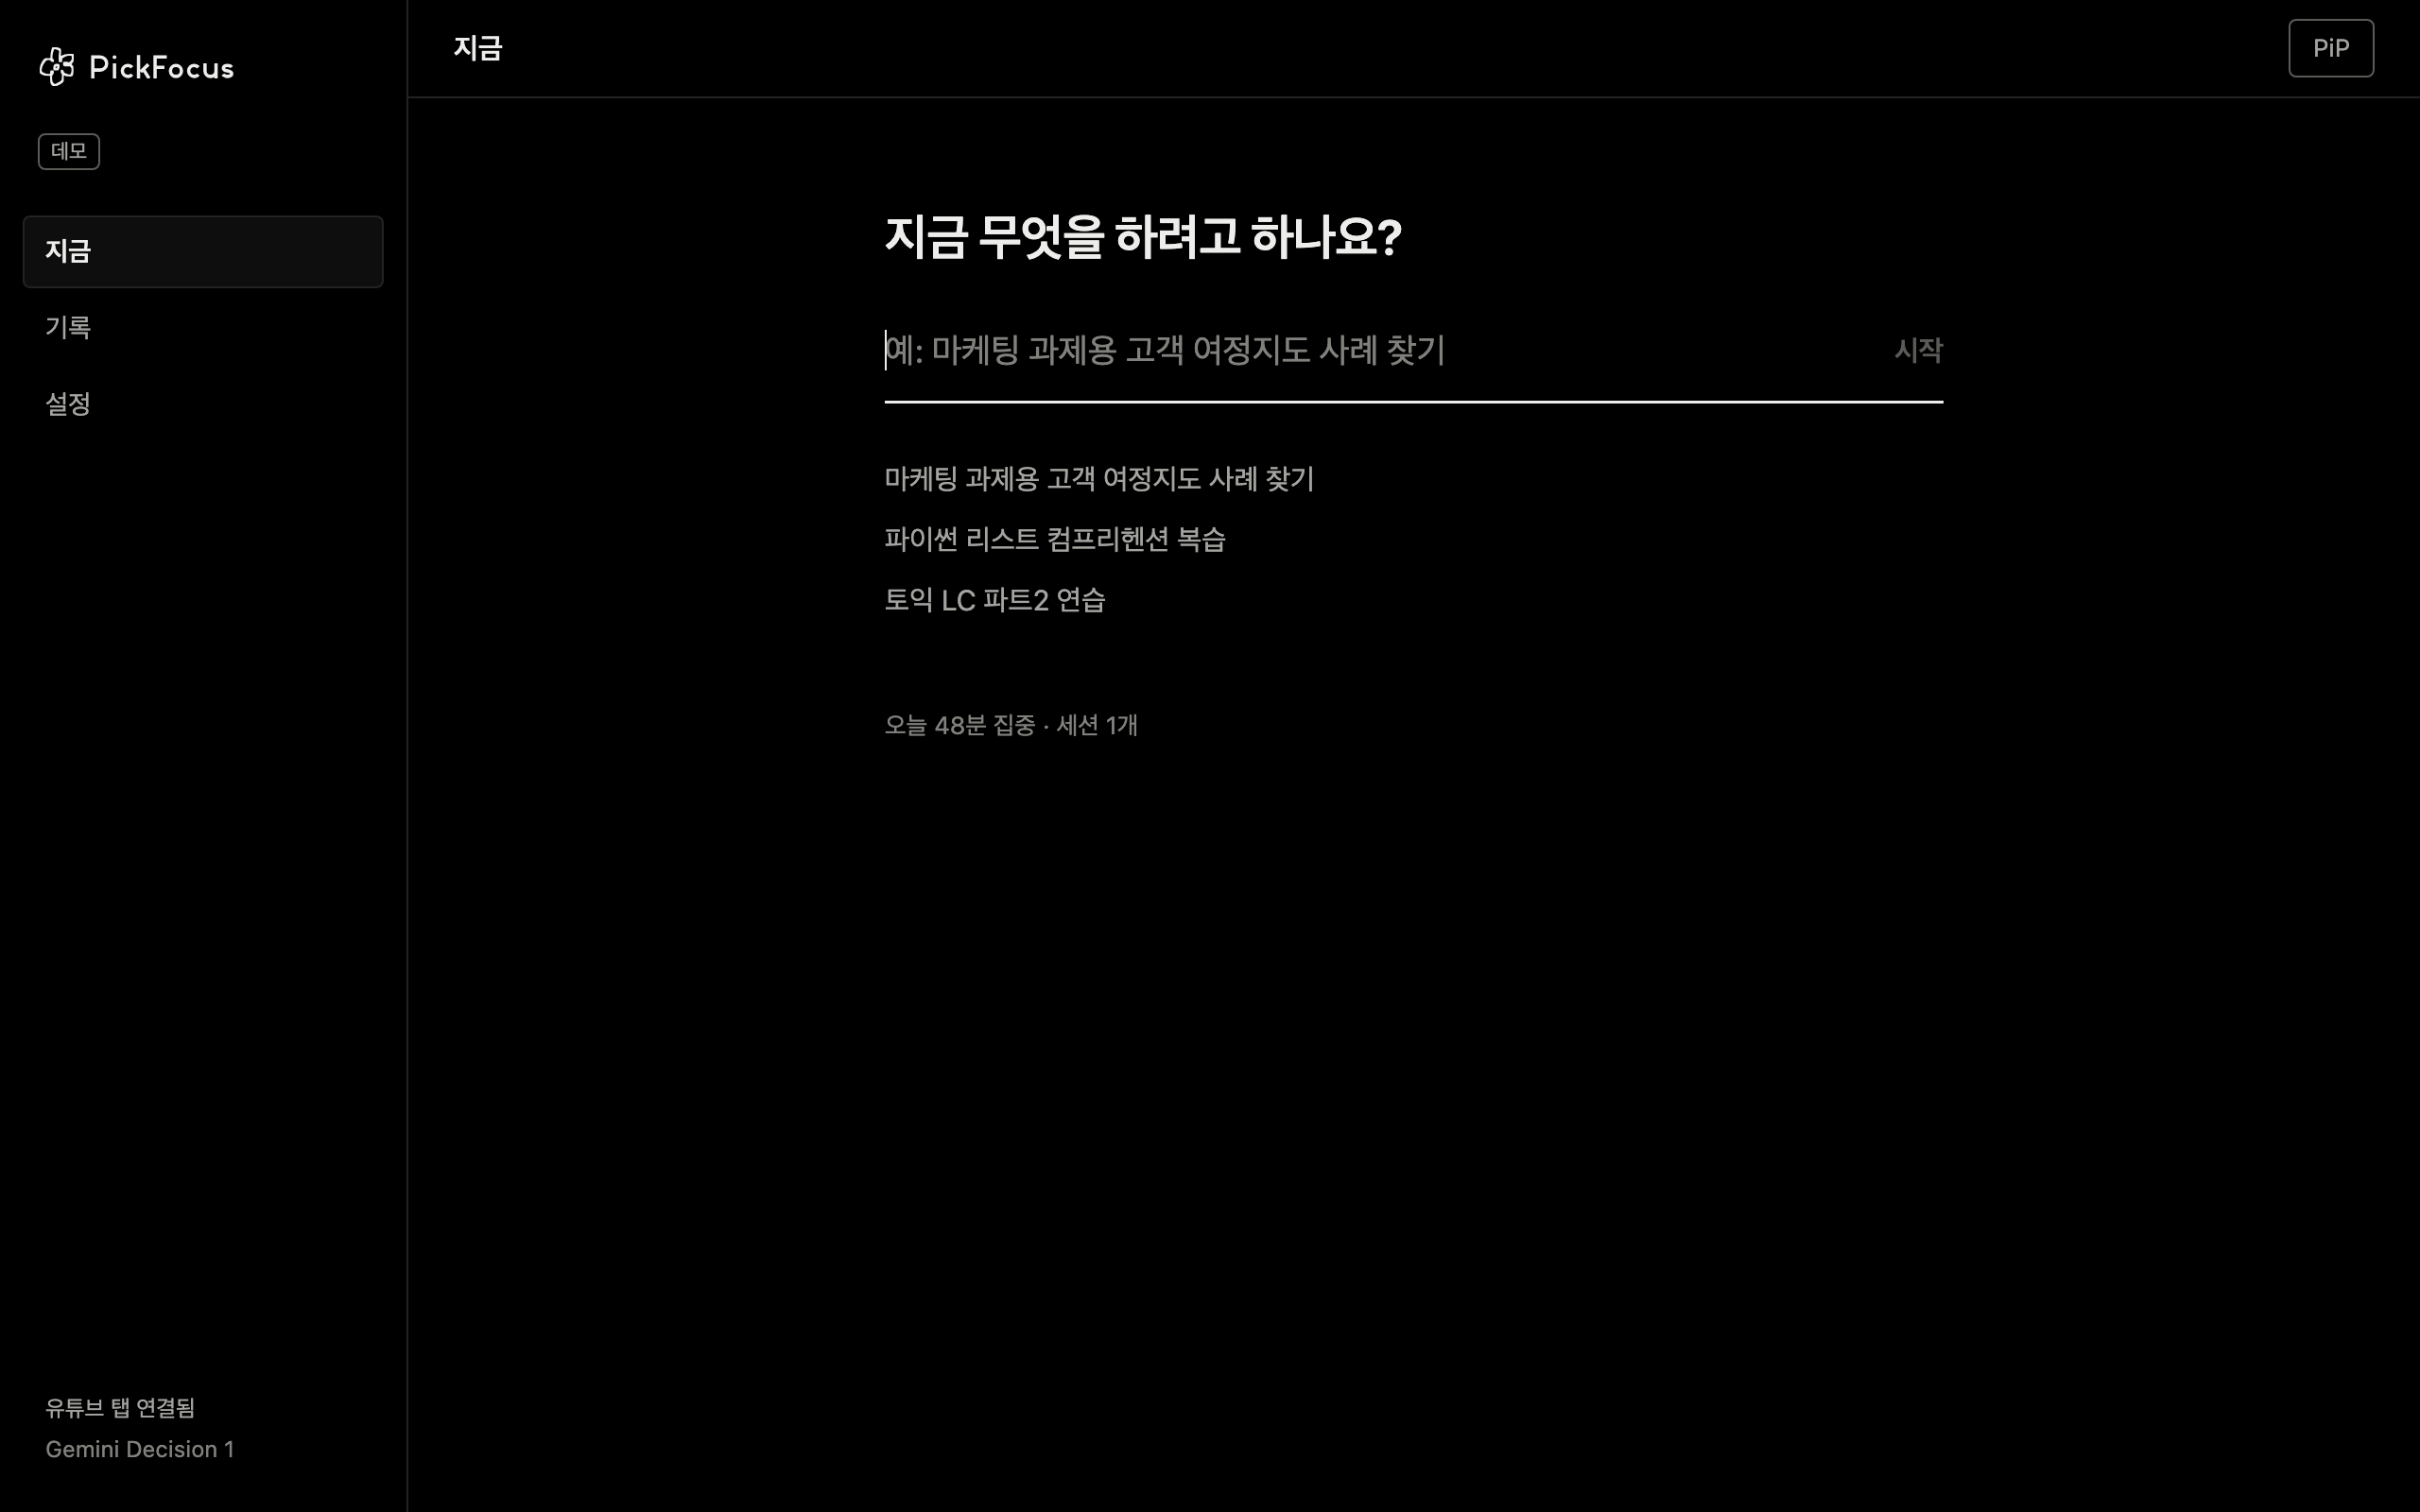 PickFocus
데모
지금
기록
설정
유튜브 탭 연결됨
Gemini Decision 1
지금
PiP
지금 무엇을 하려고 하나요?
예: 마케팅 과제용 고객 여정지도 사례 찾기
시작
마케팅 과제용 고객 여정지도 사례 찾기
파이썬 리스트 컴프리헨션 복습
토익 LC 파트2 연습
오늘 48분 집중 · 세션 1개